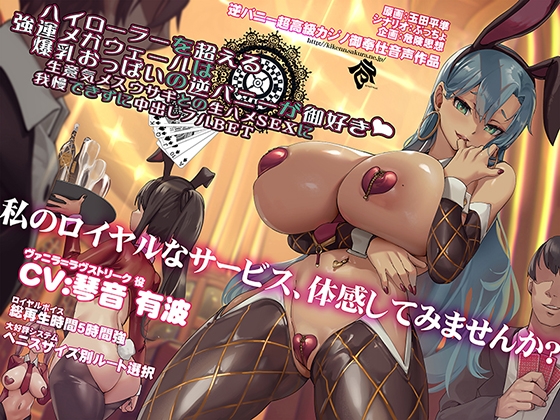 ハイローラーを超える
強運メガウェールは
爆乳おっぱいの逆バニーが御好き❤
生意気メスウサギとの生ハメSEXに
我慢できずに中出しフルBET
原画:玉田平準
シナリオ:ぶっちょ
企画:危険思想
逆バニー超高級カジノ御奉仕音声作品
危
私のロイヤルなサービス、体感してみませんか?
ヴァニラ=ラヴストリーク 役
CV:琴音 有波
ロイヤルボイス
総再生時間5時間強
大好評システム
ペニスサイズ別ルート選択